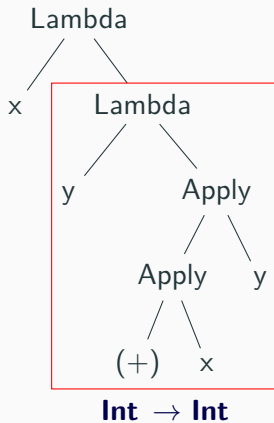 Lambda
x Lambda
y Apply
Apply y
(+) x
Int → Int